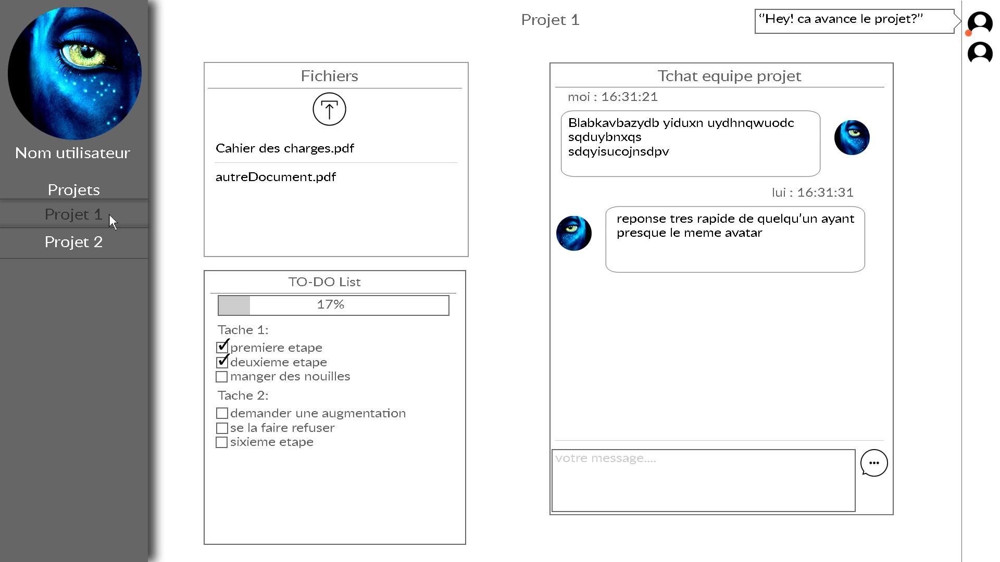 Nom utilisateur
Projets
Projet 1
Projet 2
Projet 1
‘’Hey! ca avance le projet?’’
Fichiers
Cahier des charges.pdf
autreDocument.pdf
TO-DO List
17%
Tache 1:
premiere etape
deuxieme etape
manger des nouilles
Tache 2:
demander une augmentation
se la faire refuser
sixieme etape
Tchat equipe projet
moi : 16:31:21
Blabkavbazydb yiduxn uydhnqwuodc
sqduybnxqs
sdqyisucojnsdpv
lui : 16:31:31
reponse tres rapide de quelqu’un ayant
presque le meme avatar
votre message....